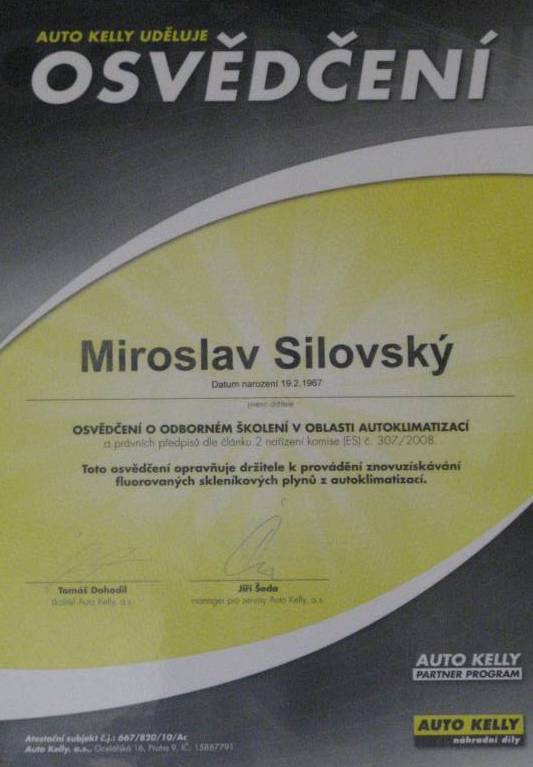 AUTO KELLY UDĚLUJE
OSVĚDČENÍ
Miroslav Silovský
Datum narození 19.2.1967
jméno držitele
OSVĚDČENÍ O ODBORNÉM ŠKOLENÍ V OBLASTI AUTOKLIMATIZACÍ
a právních předpisů dle článku 2 nařízení komise (ES) č. 307/2008.
Toto osvědčení opravňuje držitele k provádění znovuzískávání
fluorovaných skleníkových plynů z autoklimatizací.
Tomáš Dohodil
školitel Auto Kelly, a.s.
Jiří Šeda
manager pro servisy Auto Kelly, a.s.
AUTO KELLY
PARTNER PROGRAM
AUTO KELLY
náhradní díly
Atestační subjekt č.j.: 667/820/10/Ac
Auto Kelly, a.s., Ocelářská 16, Praha 9, IČ: 15887791